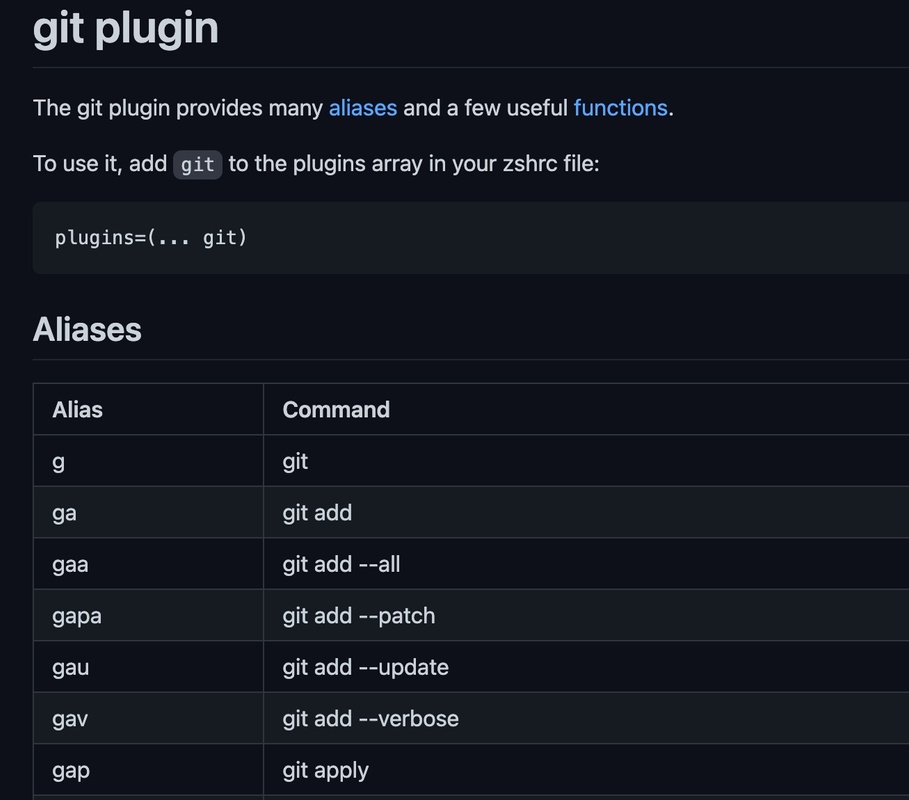 git plugin
The git plugin provides many aliases and a few useful functions.
To use it, add git to the plugins array in your zshrc file:
plugins=(... git)
Aliases
Alias Command
g git
ga git add
gaa git add --all
gapa git add --patch
gau git add --update
gav git add --verbose
gap git apply